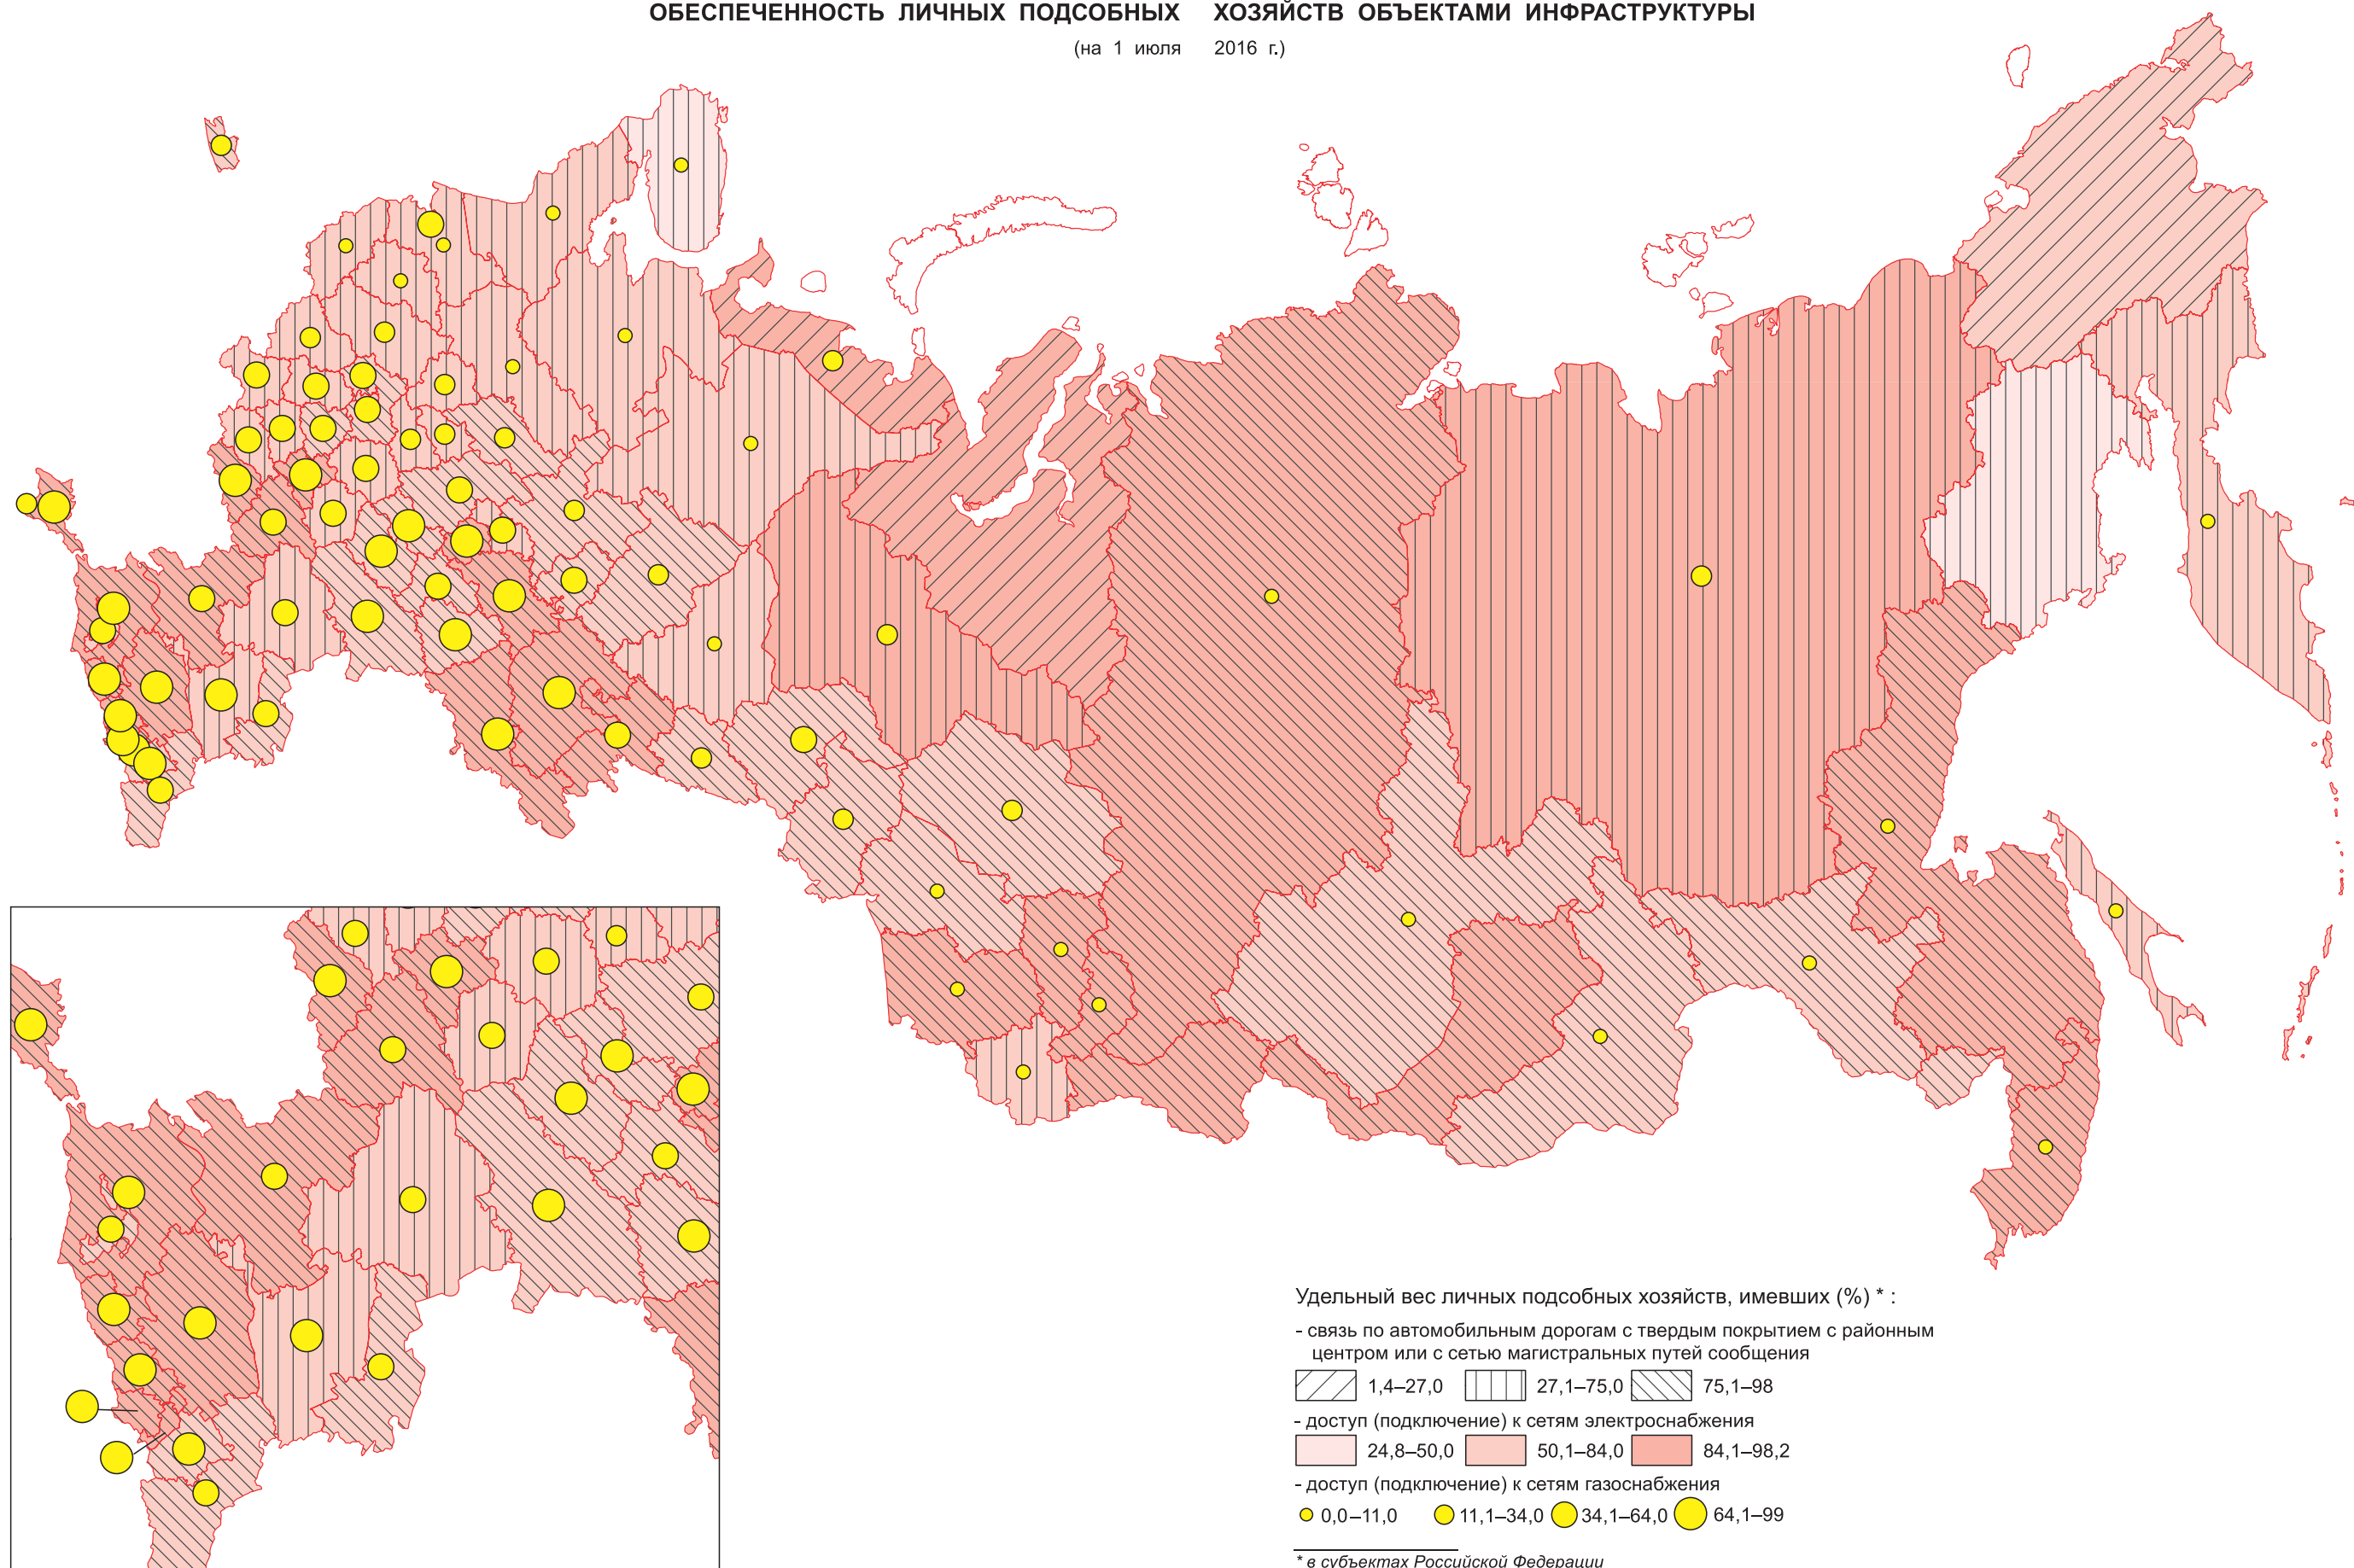 ОБЕСПЕЧЕННОСТЬ ЛИЧНЫХ ПОДСОБНЫХ ХОЗЯЙСТВ ОБЪЕКТАМИ ИНФРАСТРУКТУРЫ
(на 1 июля 2016 г.)
Удельный вес личных подсобных хозяйств, имевших (%) * :
- связь по автомобильным дорогам с твердым покрытием с районным
центром или с сетью магистральных путей сообщения
1,4–27,0 27,1–75,0 75,1–98
- доступ (подключение) к сетям электроснабжения
24,8–50,0 50,1–84,0 84,1–98,2
- доступ (подключение) к сетям газоснабжения
0,0–11,0 11,1–34,0 34,1–64,0 64,1–99
* в субъектах Российской Федерации